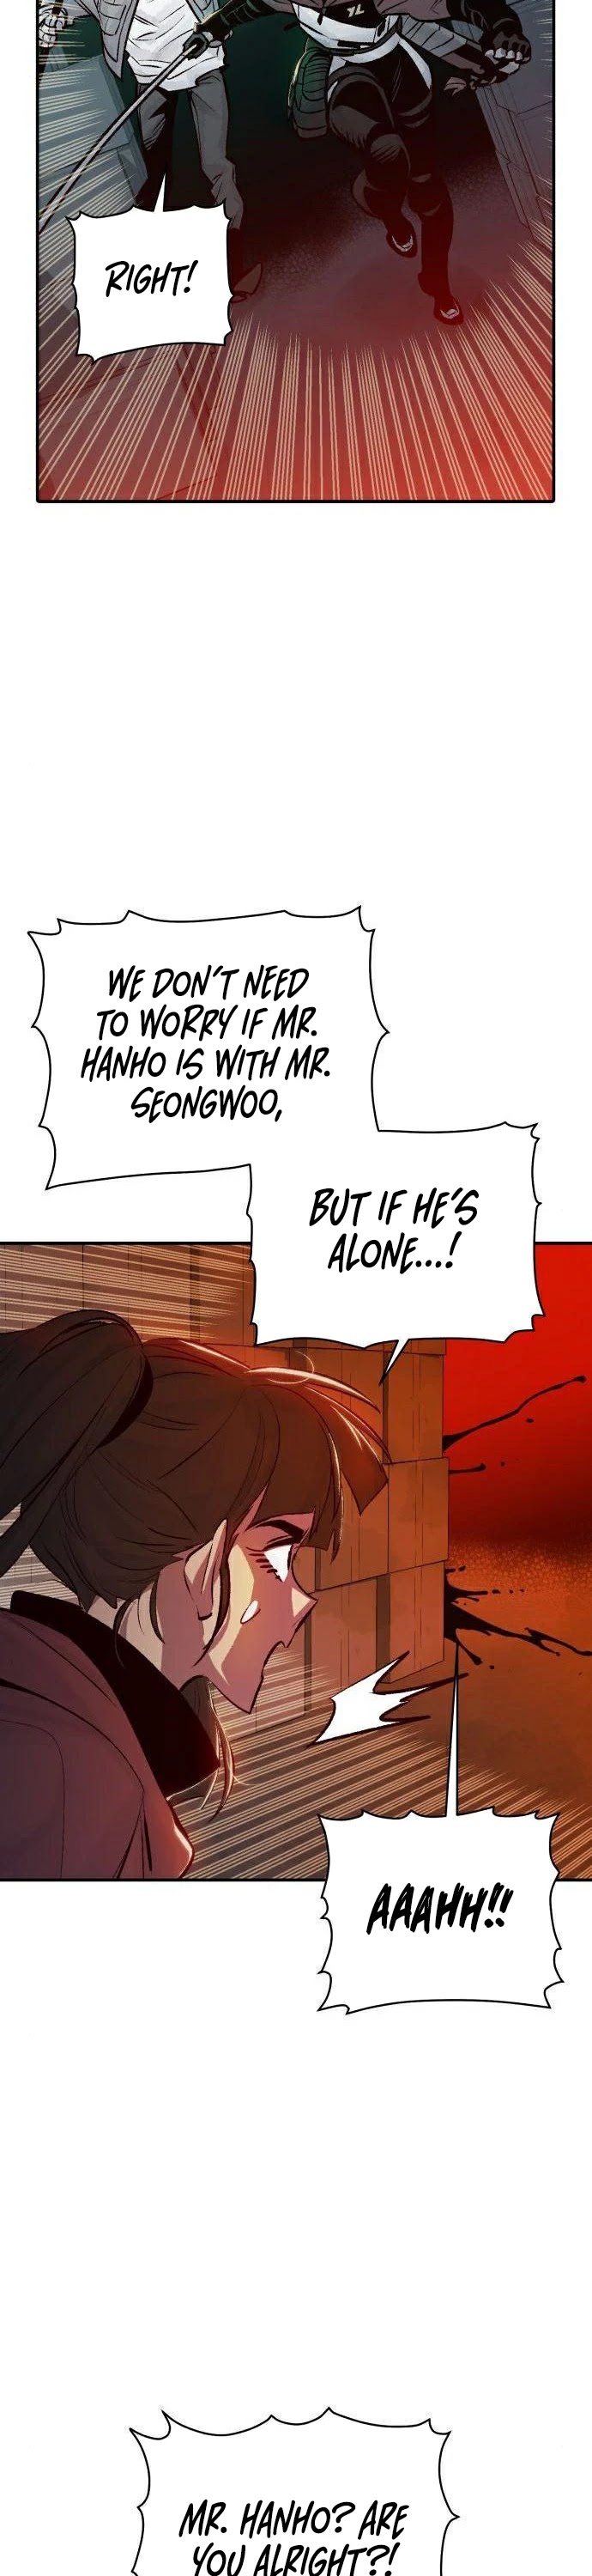 RIGHT!
WE DON'T NEED
TO WORRY IF MR.
HANHO IS WITH MR.
SEONGWOO,
BUT IF HE'S
ALONE...!
AAAHH!!
MR. HANHO? ARE
YOU ALRIGHT?!